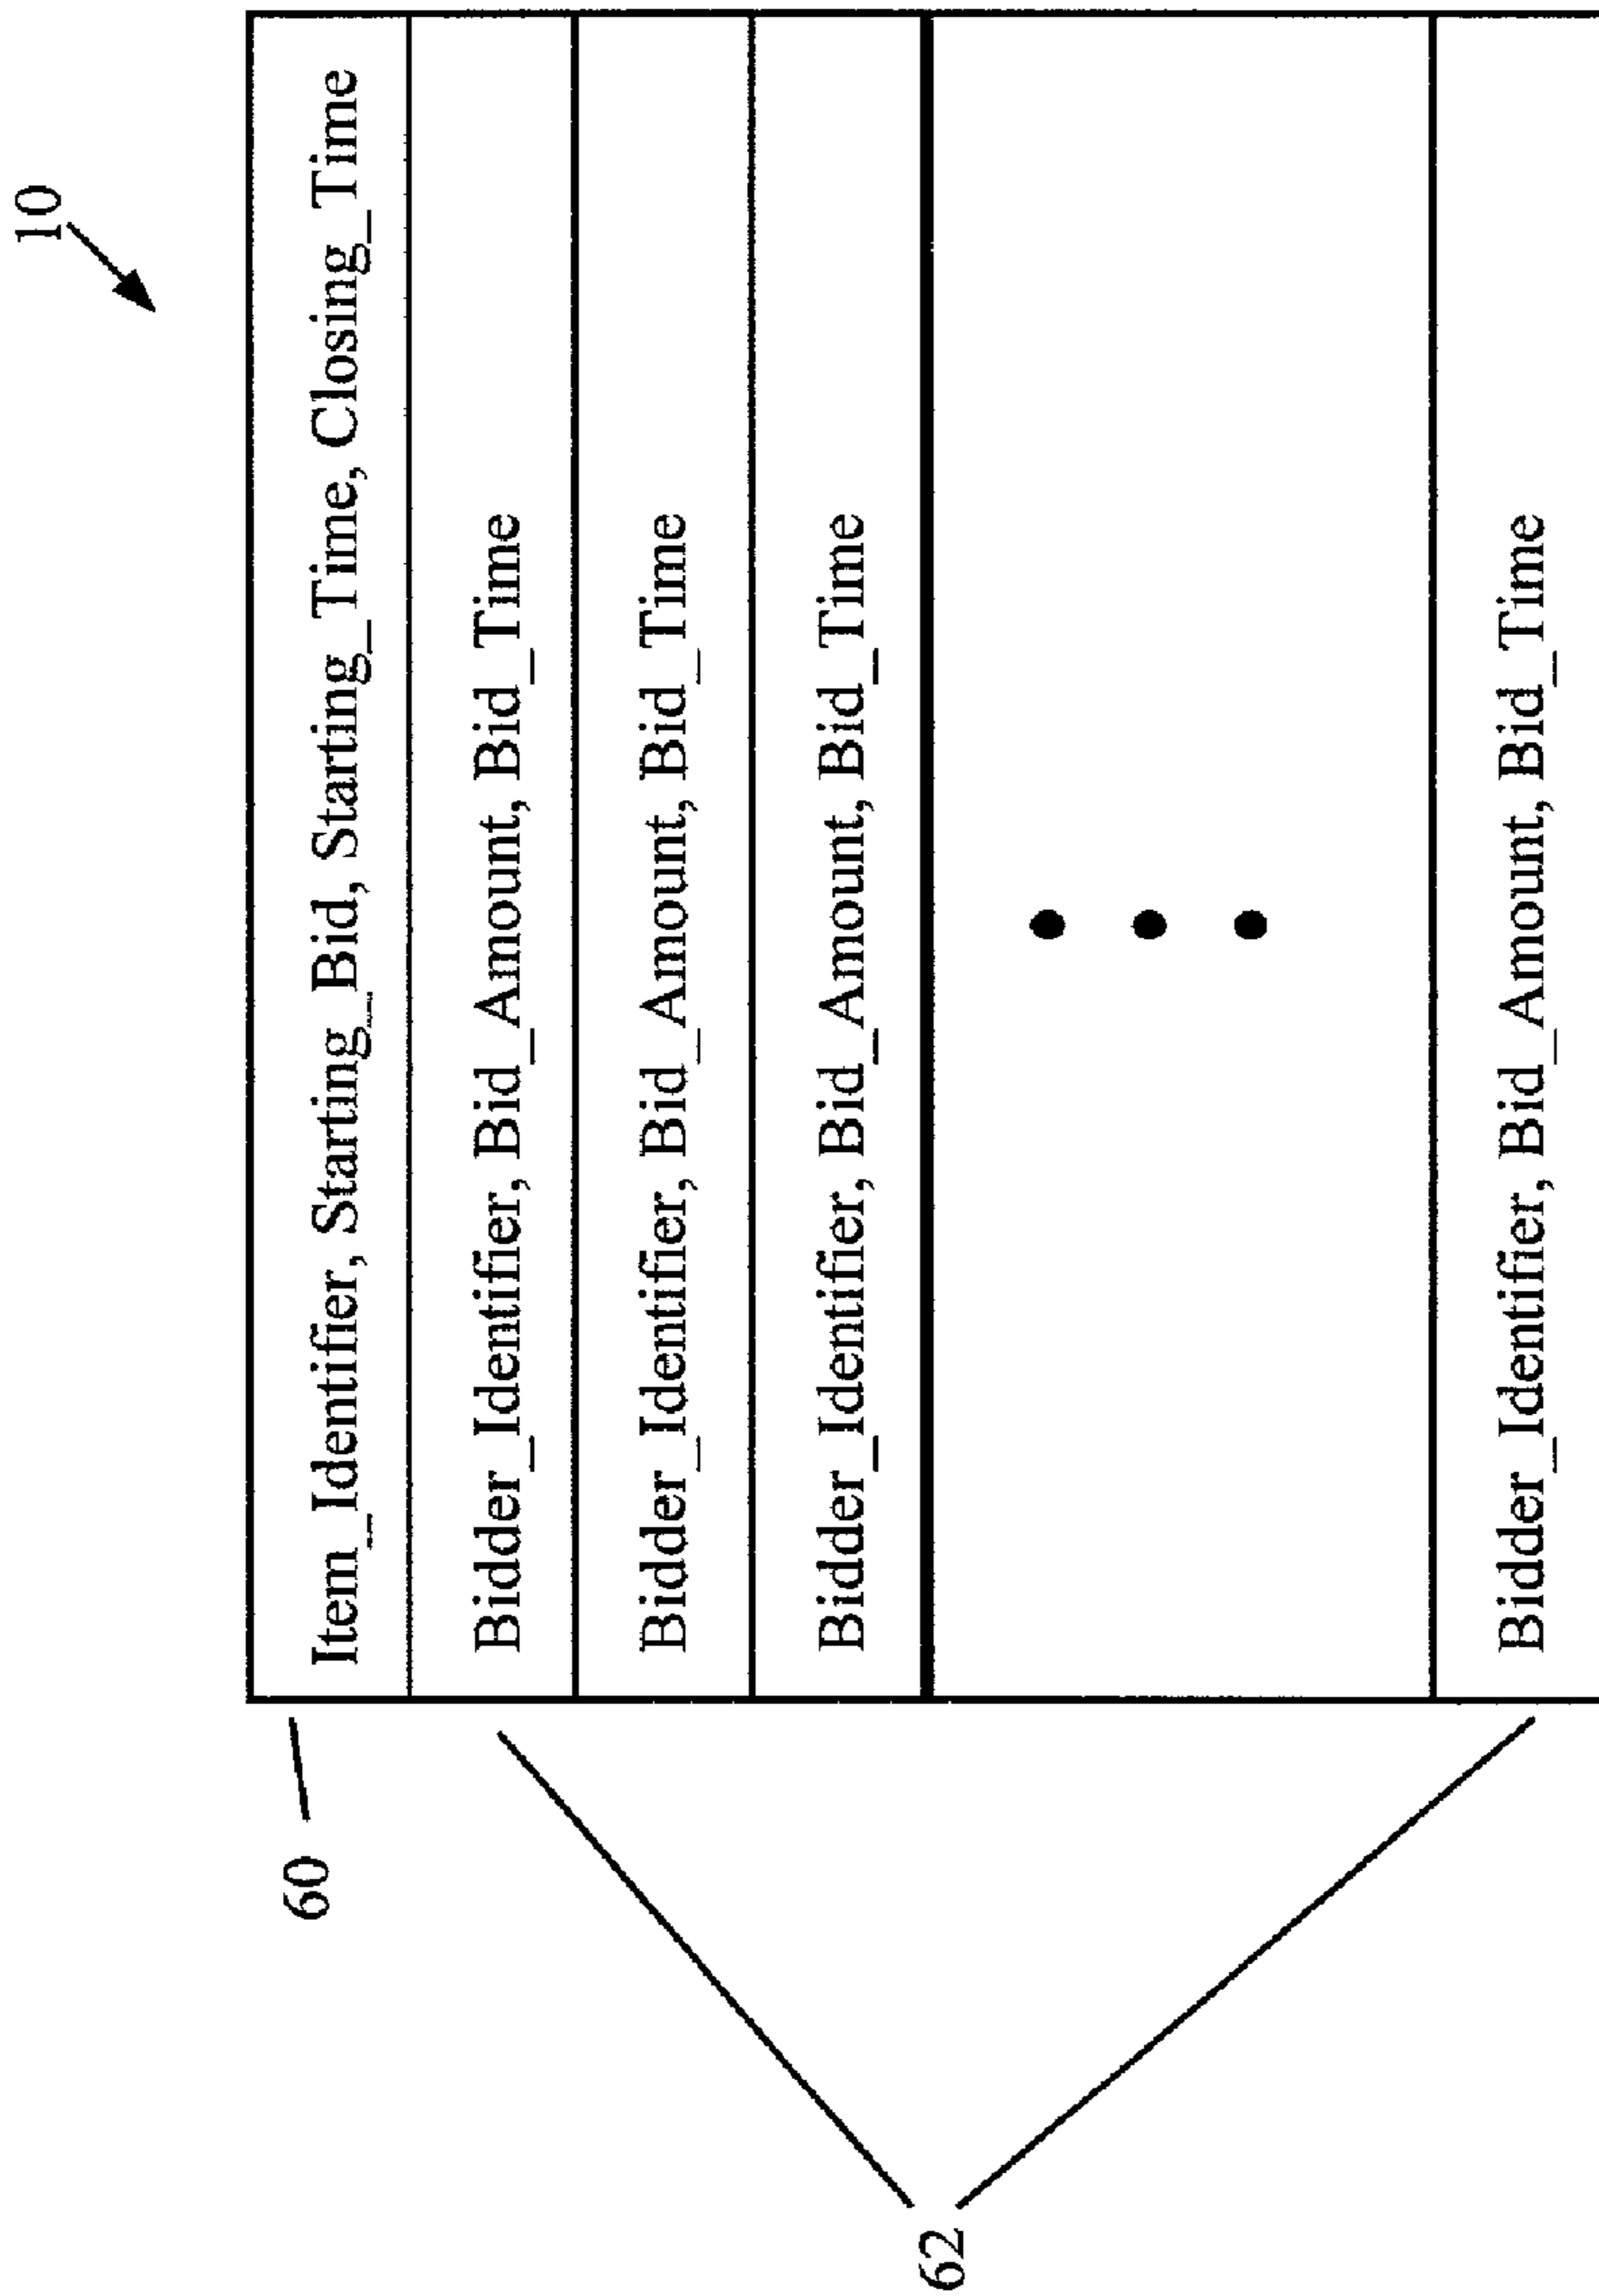 10
60
Item_Identifier, Starting_Bid, Starting_Time, Closing_Time
Bidder_Identifier, Bid_Amount, Bid_Time
Bidder_Identifier, Bid_Amount, Bid_Time
Bidder_Identifier, Bid_Amount, Bid_Time
62
Bidder_Identifier, Bid_Amount, Bid_Time